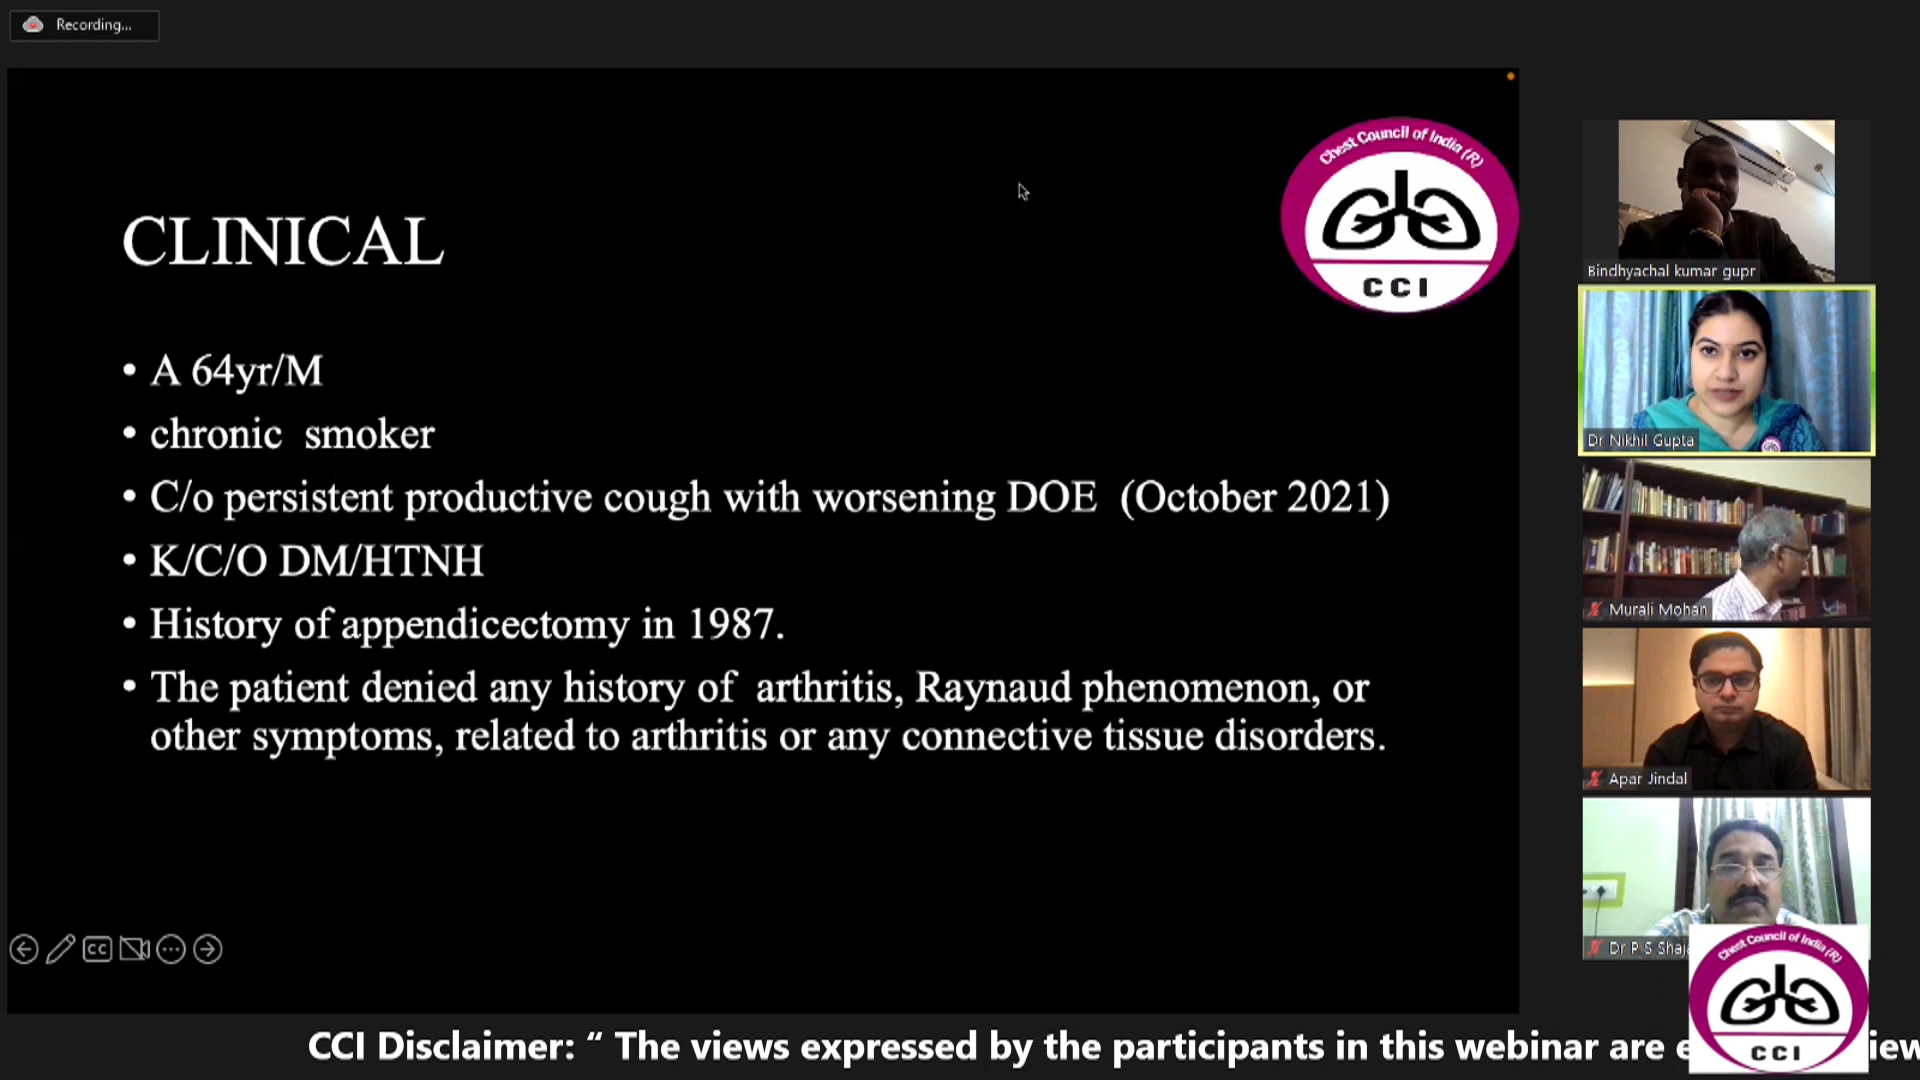 Recording...
Chest Council of India (R)
CCI
CLINICAL
• A 64yr/M
• chronic smoker
• C/o persistent productive cough with worsening DOE (October 2021)
• K/C/O DM/HTNH
• History of appendicectomy in 1987.
• The patient denied any history of arthritis, Raynaud phenomenon, or
other symptoms, related to arthritis or any connective tissue disorders.
CC
Bindhyachal kumar gupr
Dr Nikhil Gupta
Murali Mohan
Apar Jindal
Dr P S
Chest Council of India (R)
CCI
CCI Disclaimer: “ The views expressed by the participants in this webinar are